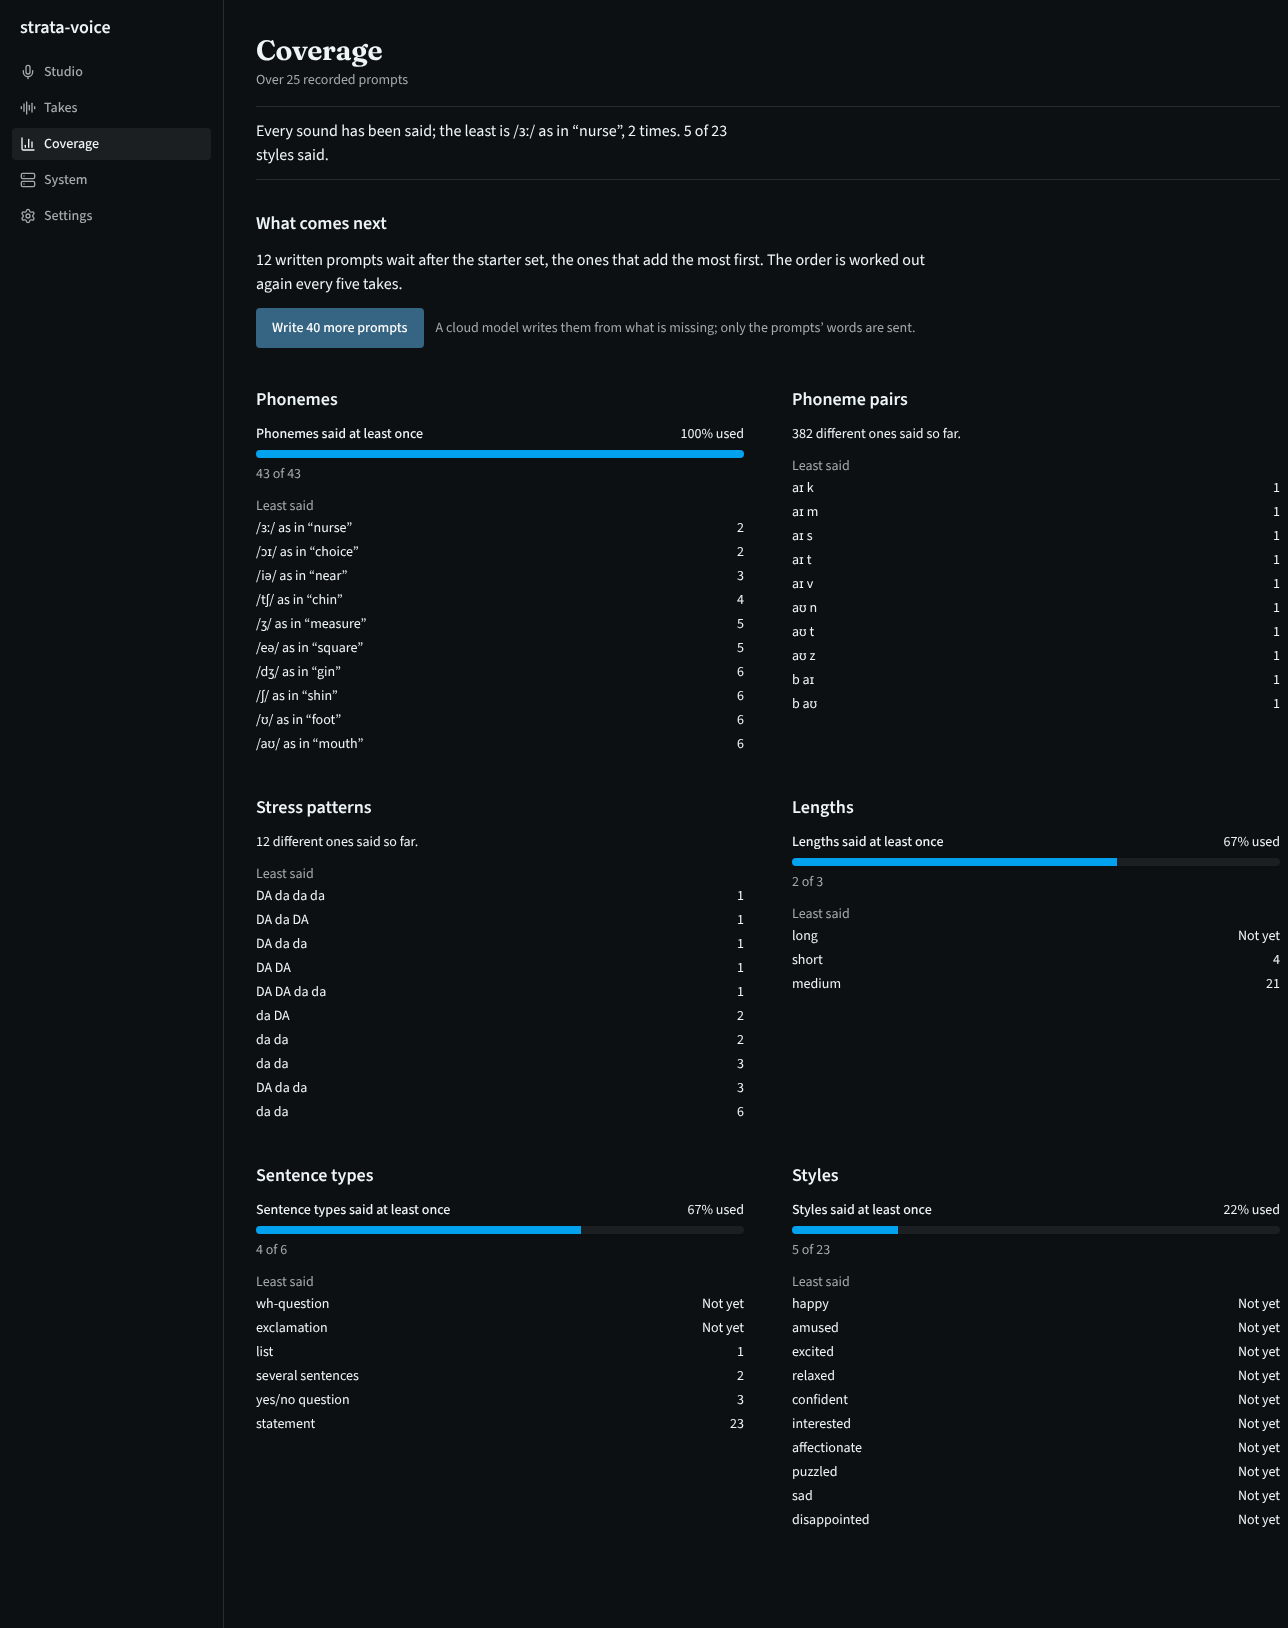 strata-voice
Studio
Takes
Coverage
System
Settings
Coverage
Over 25 recorded prompts
Every sound has been said; the least is /ɜː/ as in “nurse”, 2 times. 5 of 23
styles said.
What comes next
12 written prompts wait after the starter set, the ones that add the most first. The order is worked out
again every five takes.
Write 40 more prompts
A cloud model writes them from what is missing; only the prompts’ words are sent.
Phonemes
Phonemes said at least once 100% used
43 of 43
Least said
/ɜː/ as in “nurse” 2
/ɔɪ/ as in “choice” 2
/iə/ as in “near” 3
/tʃ/ as in “chin” 4
/ʒ/ as in “measure” 5
/eə/ as in “square” 5
/dʒ/ as in “gin” 6
/ʃ/ as in “shin” 6
/ʊ/ as in “foot” 6
/aʊ/ as in “mouth” 6
Phoneme pairs
382 different ones said so far.
Least said
aɪ k 1
aɪ m 1
aɪ s 1
aɪ t 1
aɪ v 1
aʊ n 1
aʊ t 1
aʊ z 1
b aɪ 1
b aʊ 1
Stress patterns
12 different ones said so far.
Least said
DA da da da 1
DA da DA 1
DA da da 1
DA DA 1
DA DA da da 1
da DA 2
da da 2
da da 3
DA da da 3
da da 6
Lengths
Lengths said at least once 67% used
2 of 3
Least said
long Not yet
short 4
medium 21
Sentence types
Sentence types said at least once 67% used
4 of 6
Least said
wh-question Not yet
exclamation Not yet
list 1
several sentences 2
yes/no question 3
statement 23
Styles
Styles said at least once 22% used
5 of 23
Least said
happy Not yet
amused Not yet
excited Not yet
relaxed Not yet
confident Not yet
interested Not yet
affectionate Not yet
puzzled Not yet
sad Not yet
disappointed Not yet